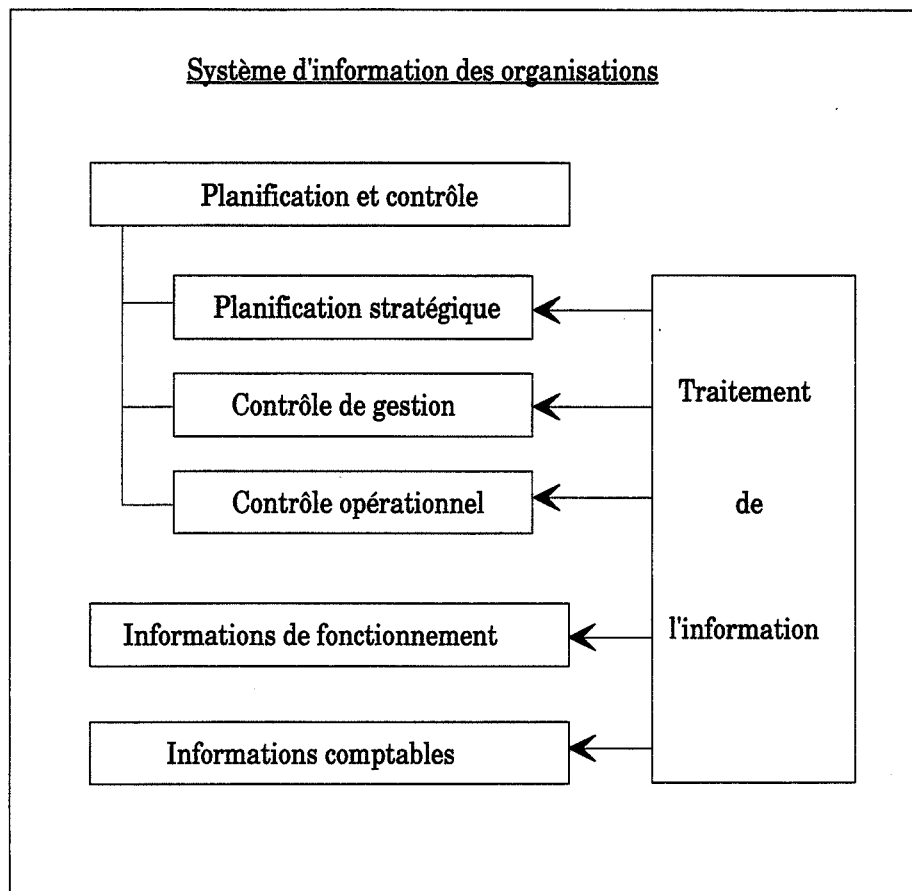 Système d'information des organisations
Planification et contrôle
Planification stratégique
Contrôle de gestion
Contrôle opérationnel
Informations de fonctionnement
Informations comptables
Traitement
de
l'information